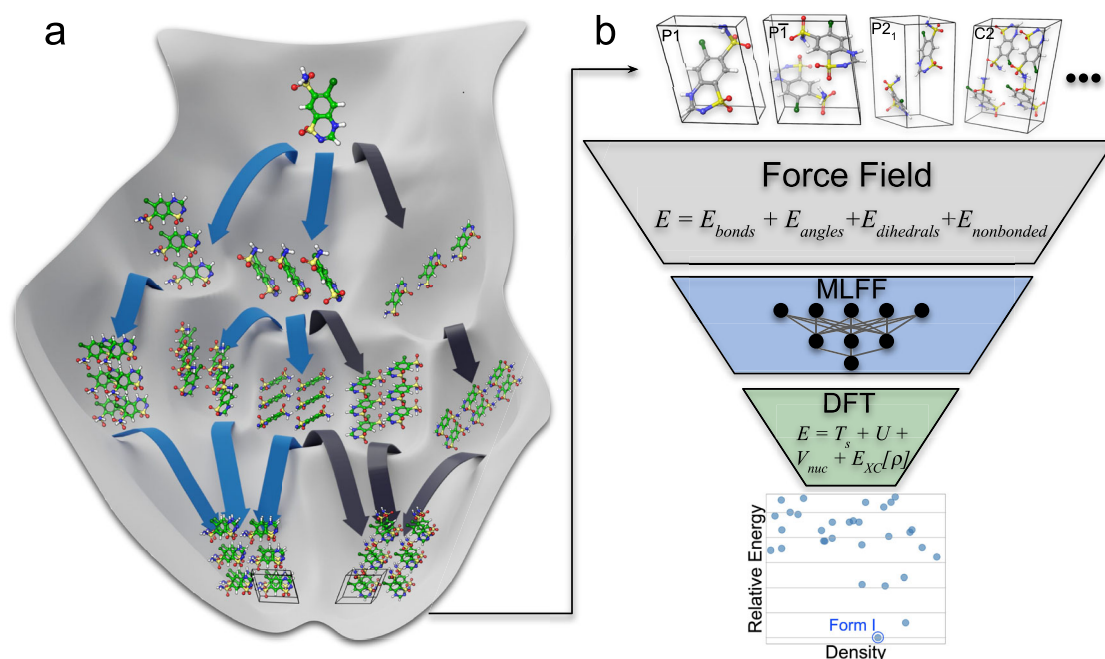 a
b
P1
P1̅
P2₁
C2
Force Field
E = E_bonds + E_angles+E_dihedrals+E_nonbonded
MLFF
DFT
E = T_s + U +
V_nuc + E_XC[ρ]
Relative Energy
Form I
Density